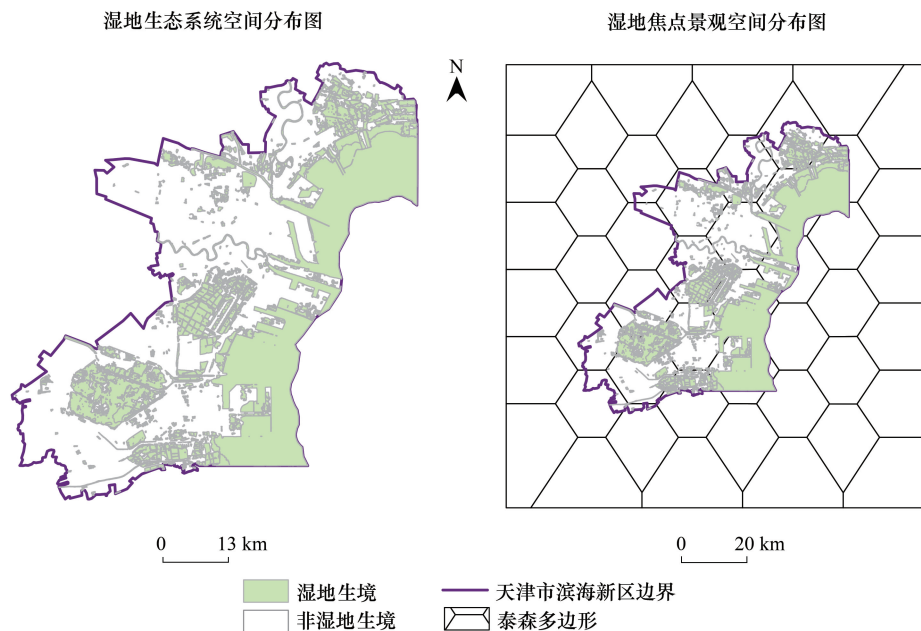 湿地生态系统空间分布图
湿地焦点景观空间分布图
N
0 13 km
0 20 km
湿地生境
天津市滨海新区边界
非湿地生境
泰森多边形